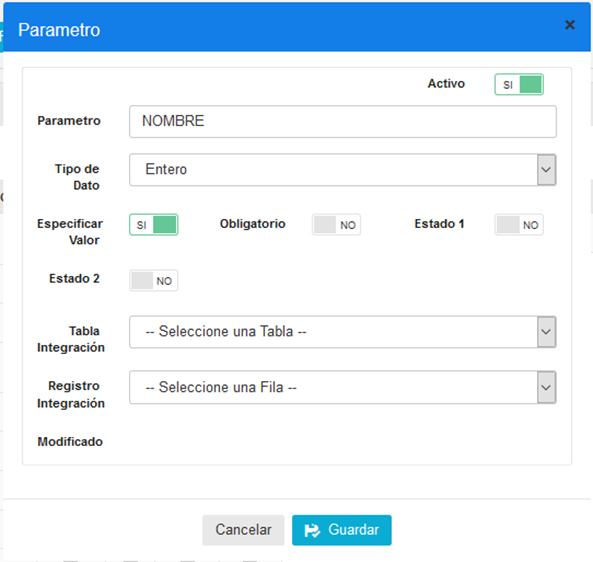 Parametro
Activo SI
Parametro NOMBRE
Tipo de
Dato
Entero
Especificar
Valor
SI
Obligatorio NO
Estado 1 NO
Estado 2 NO
Tabla
Integración
-- Seleccione una Tabla --
Registro
Integración
-- Seleccione una Fila --
Modificado
Cancelar
Guardar